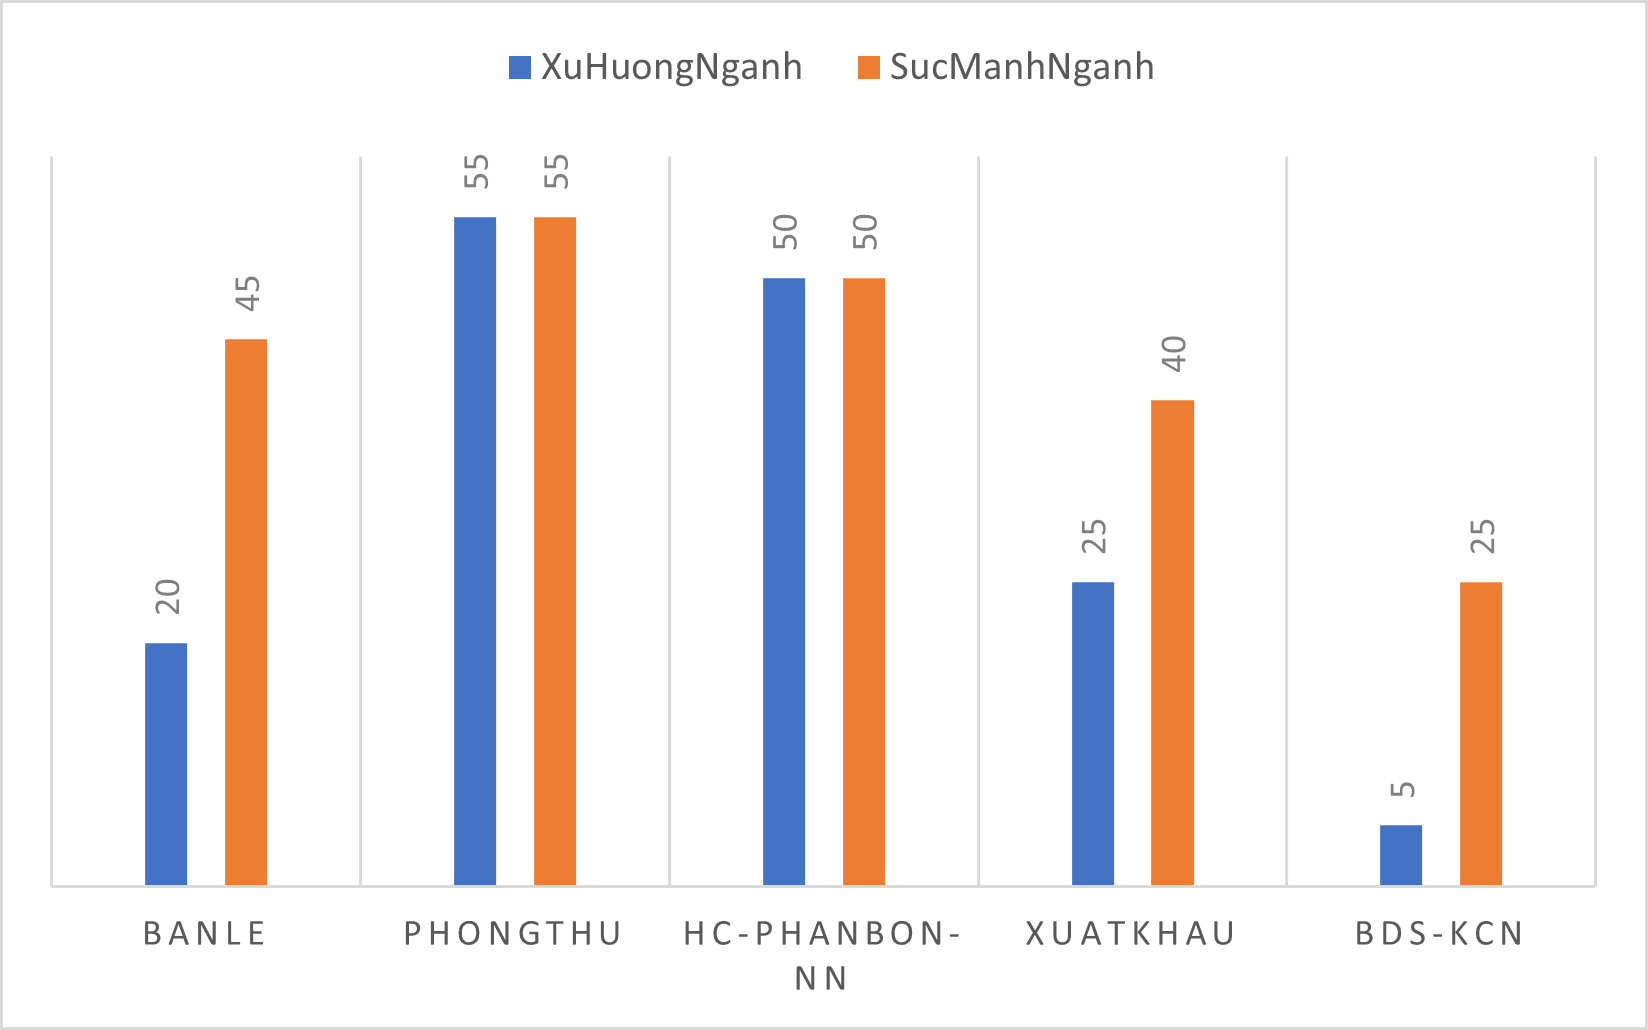 XuHuongNganh SucManhNganh
20 45 55 55 50 50 25 40 5 25
BANLE PHONGTHU HC-PHANBON- XUATKHAU BDS-KCN
NN